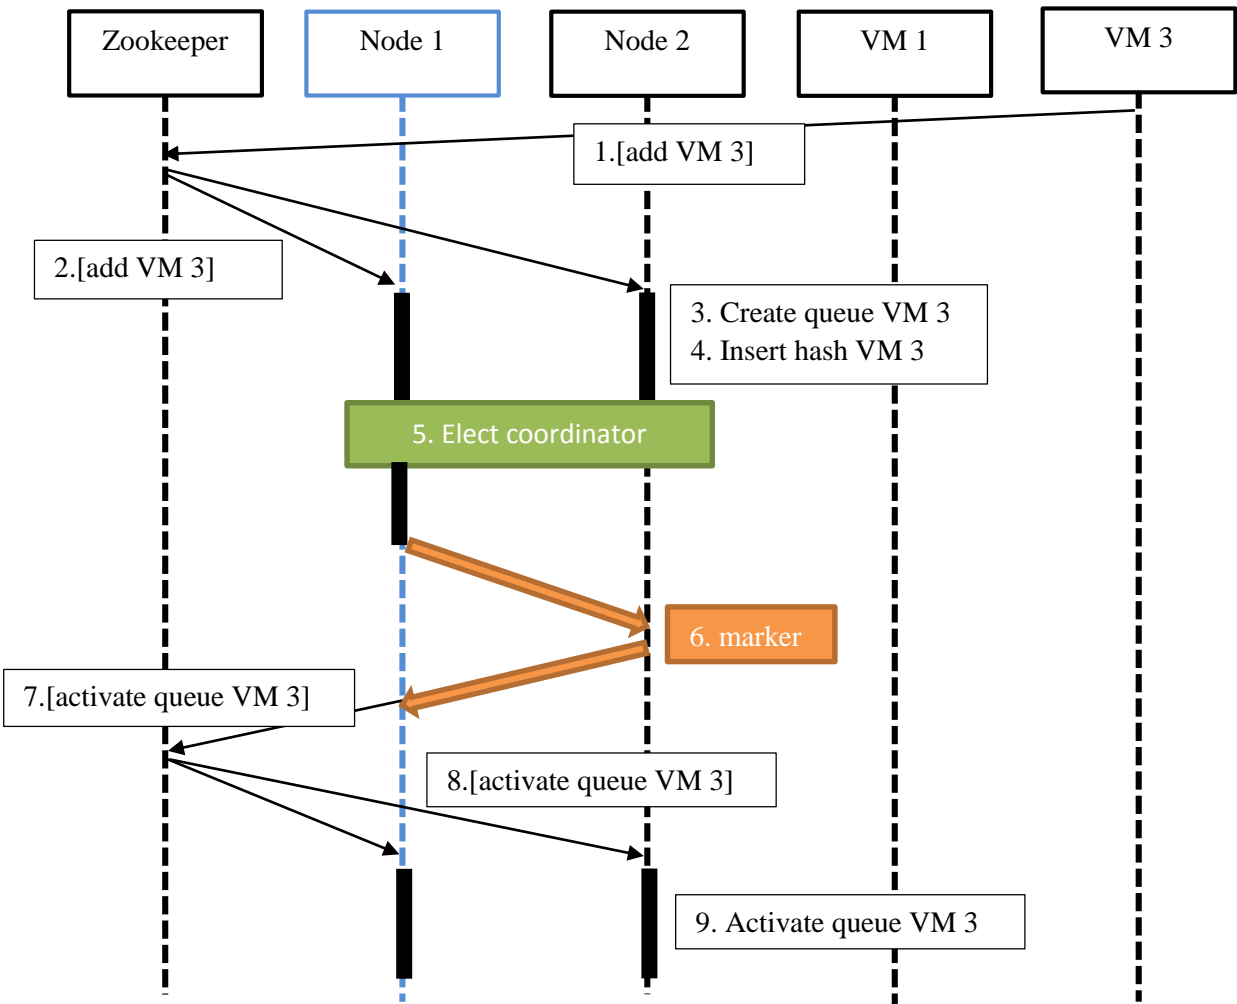 Zookeeper
Node 1
Node 2
VM 1
VM 3
1.[add VM 3]
2.[add VM 3]
3. Create queue VM 3
4. Insert hash VM 3
5. Elect coordinator
6. marker
7.[activate queue VM 3]
8.[activate queue VM 3]
9. Activate queue VM 3